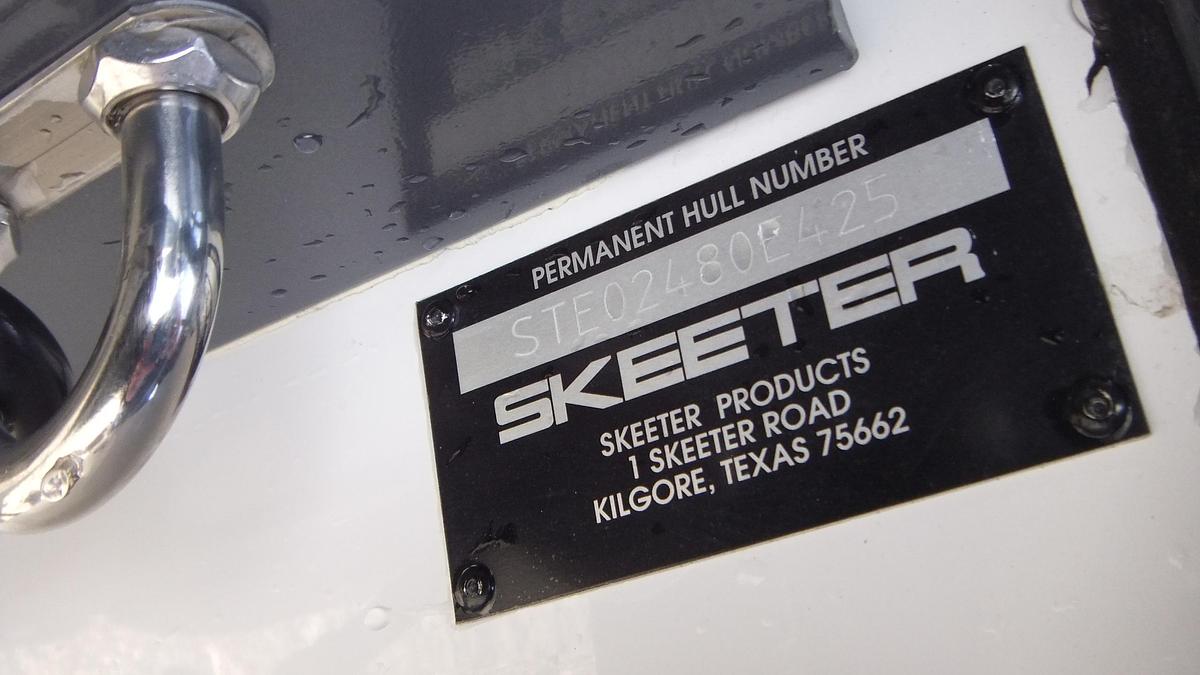 PERMANENT HULL NUMBER
STE02480E425
SKEETER
SKEETER PRODUCTS
1 SKEETER ROAD
KILGORE, TEXAS 75662